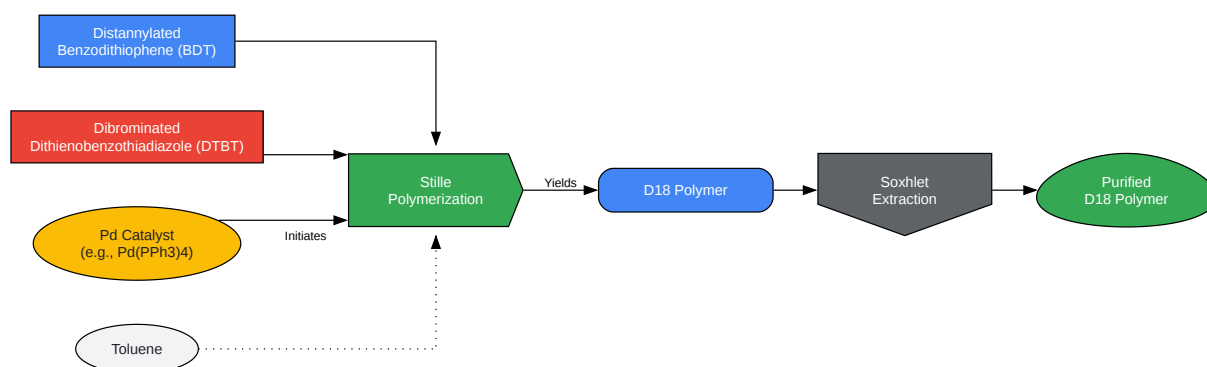 Distannylated
Benzodithiophene (BDT)
Dibrominated
Dithienobenzothiadiazole (DTBT)
Stille
Polymerization
Yields
D18 Polymer
Soxhlet
Extraction
Purified
D18 Polymer
Pd Catalyst
(e.g., Pd(PPh3)4)
Initiates
Toluene